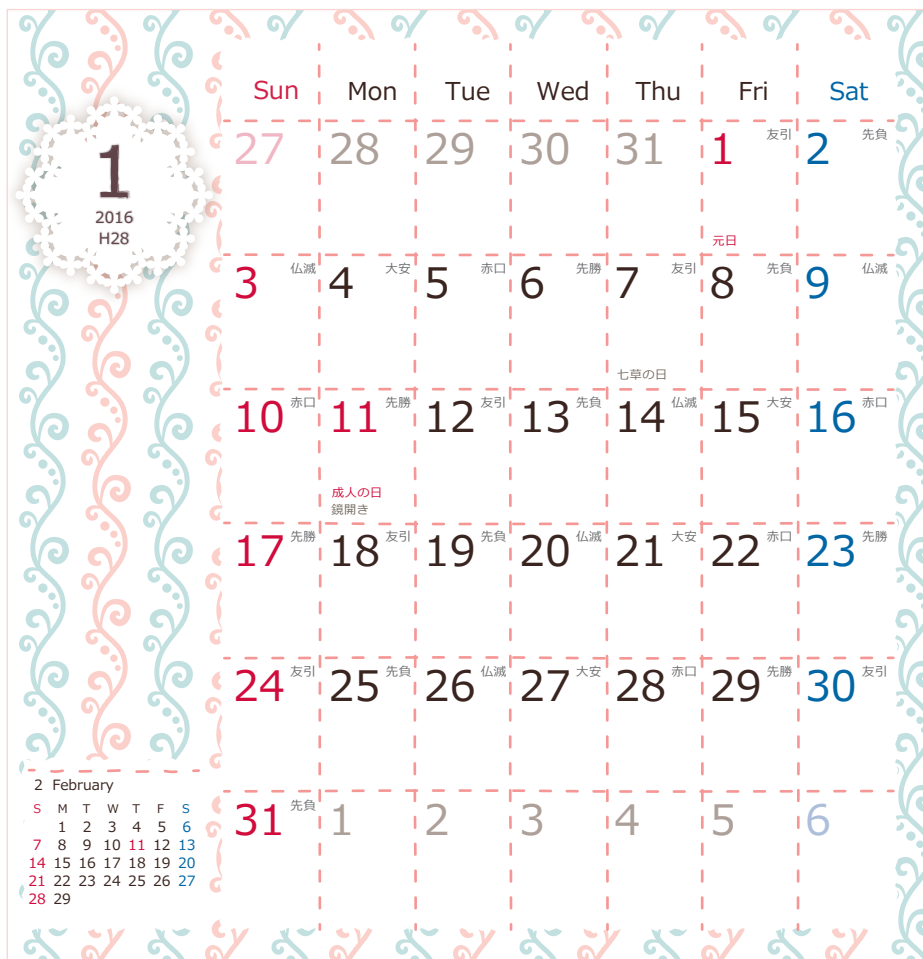 1
2016
H28
Sun Mon Tue Wed Thu Fri Sat
27 28 29 30 31 1 友引 2 先負
元日
3 仏滅 4 大安 5 赤口 6 先勝 7 友引 8 先負 9 仏滅
七草の日
10 赤口 11 先勝 12 友引 13 先負 14 仏滅 15 大安 16 赤口
成人の日
鏡開き
17 先勝 18 友引 19 先負 20 仏滅 21 大安 22 赤口 23 先勝
24 友引 25 先負 26 仏滅 27 大安 28 赤口 29 先勝 30 友引
31 先負 1 2 3 4 5 6
2 February
S M T W T F S
1 2 3 4 5 6
7 8 9 10 11 12 13
14 15 16 17 18 19 20
21 22 23 24 25 26 27
28 29